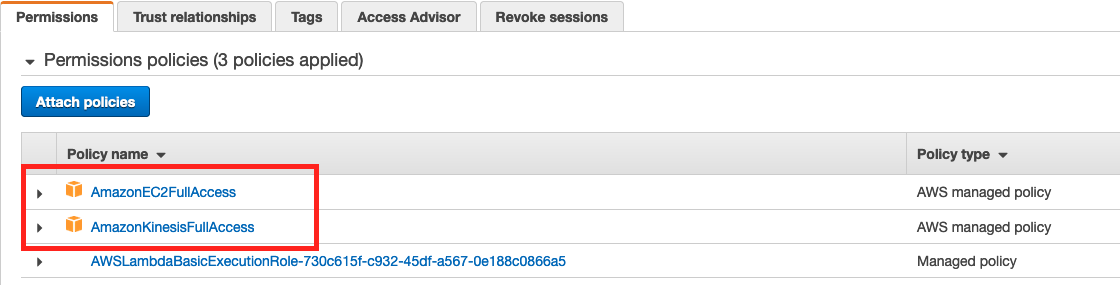 Permissions Trust relationships Tags Access Advisor Revoke sessions
Permissions policies (3 policies applied)
Attach policies
Policy name Policy type
AmazonEC2FullAccess AWS managed policy
AmazonKinesisFullAccess AWS managed policy
AWSLambdaBasicExecutionRole-730c615f-c932-45df-a567-0e188c0866a5 Managed policy